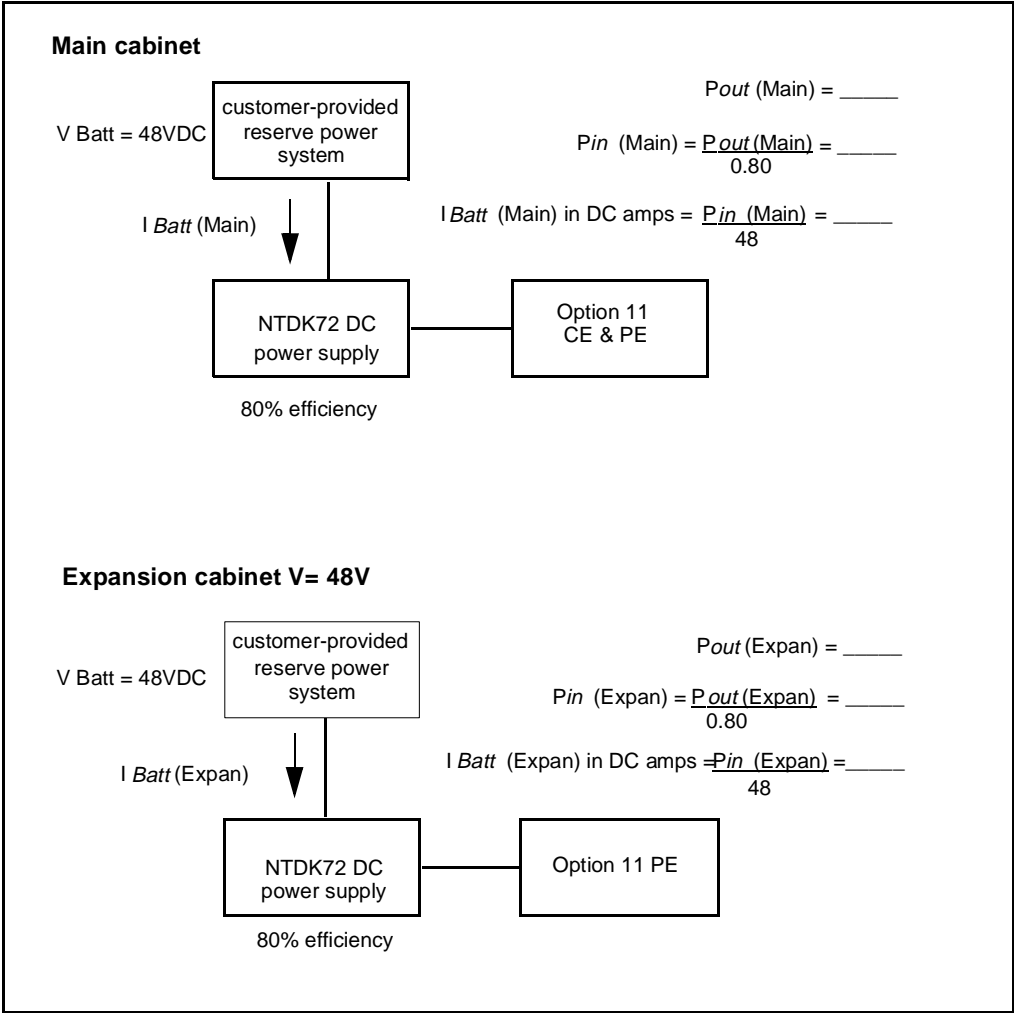 Main cabinet
customer-provided
reserve power
system
V Batt = 48VDC
Pout (Main) = _____
Pin (Main) = Pout (Main) = _____
0.80
I Batt (Main)
I Batt (Main) in DC amps = Pin (Main) = _____
48
NTDK72 DC
power supply
Option 11
CE & PE
80% efficiency
Expansion cabinet V= 48V
customer-provided
reserve power
system
V Batt = 48VDC
Pout (Expan) = _____
Pin (Expan) = Pout (Expan) = _____
0.80
I Batt (Expan)
I Batt (Expan) in DC amps = Pin (Expan) =_____
48
NTDK72 DC
power supply
Option 11 PE
80% efficiency